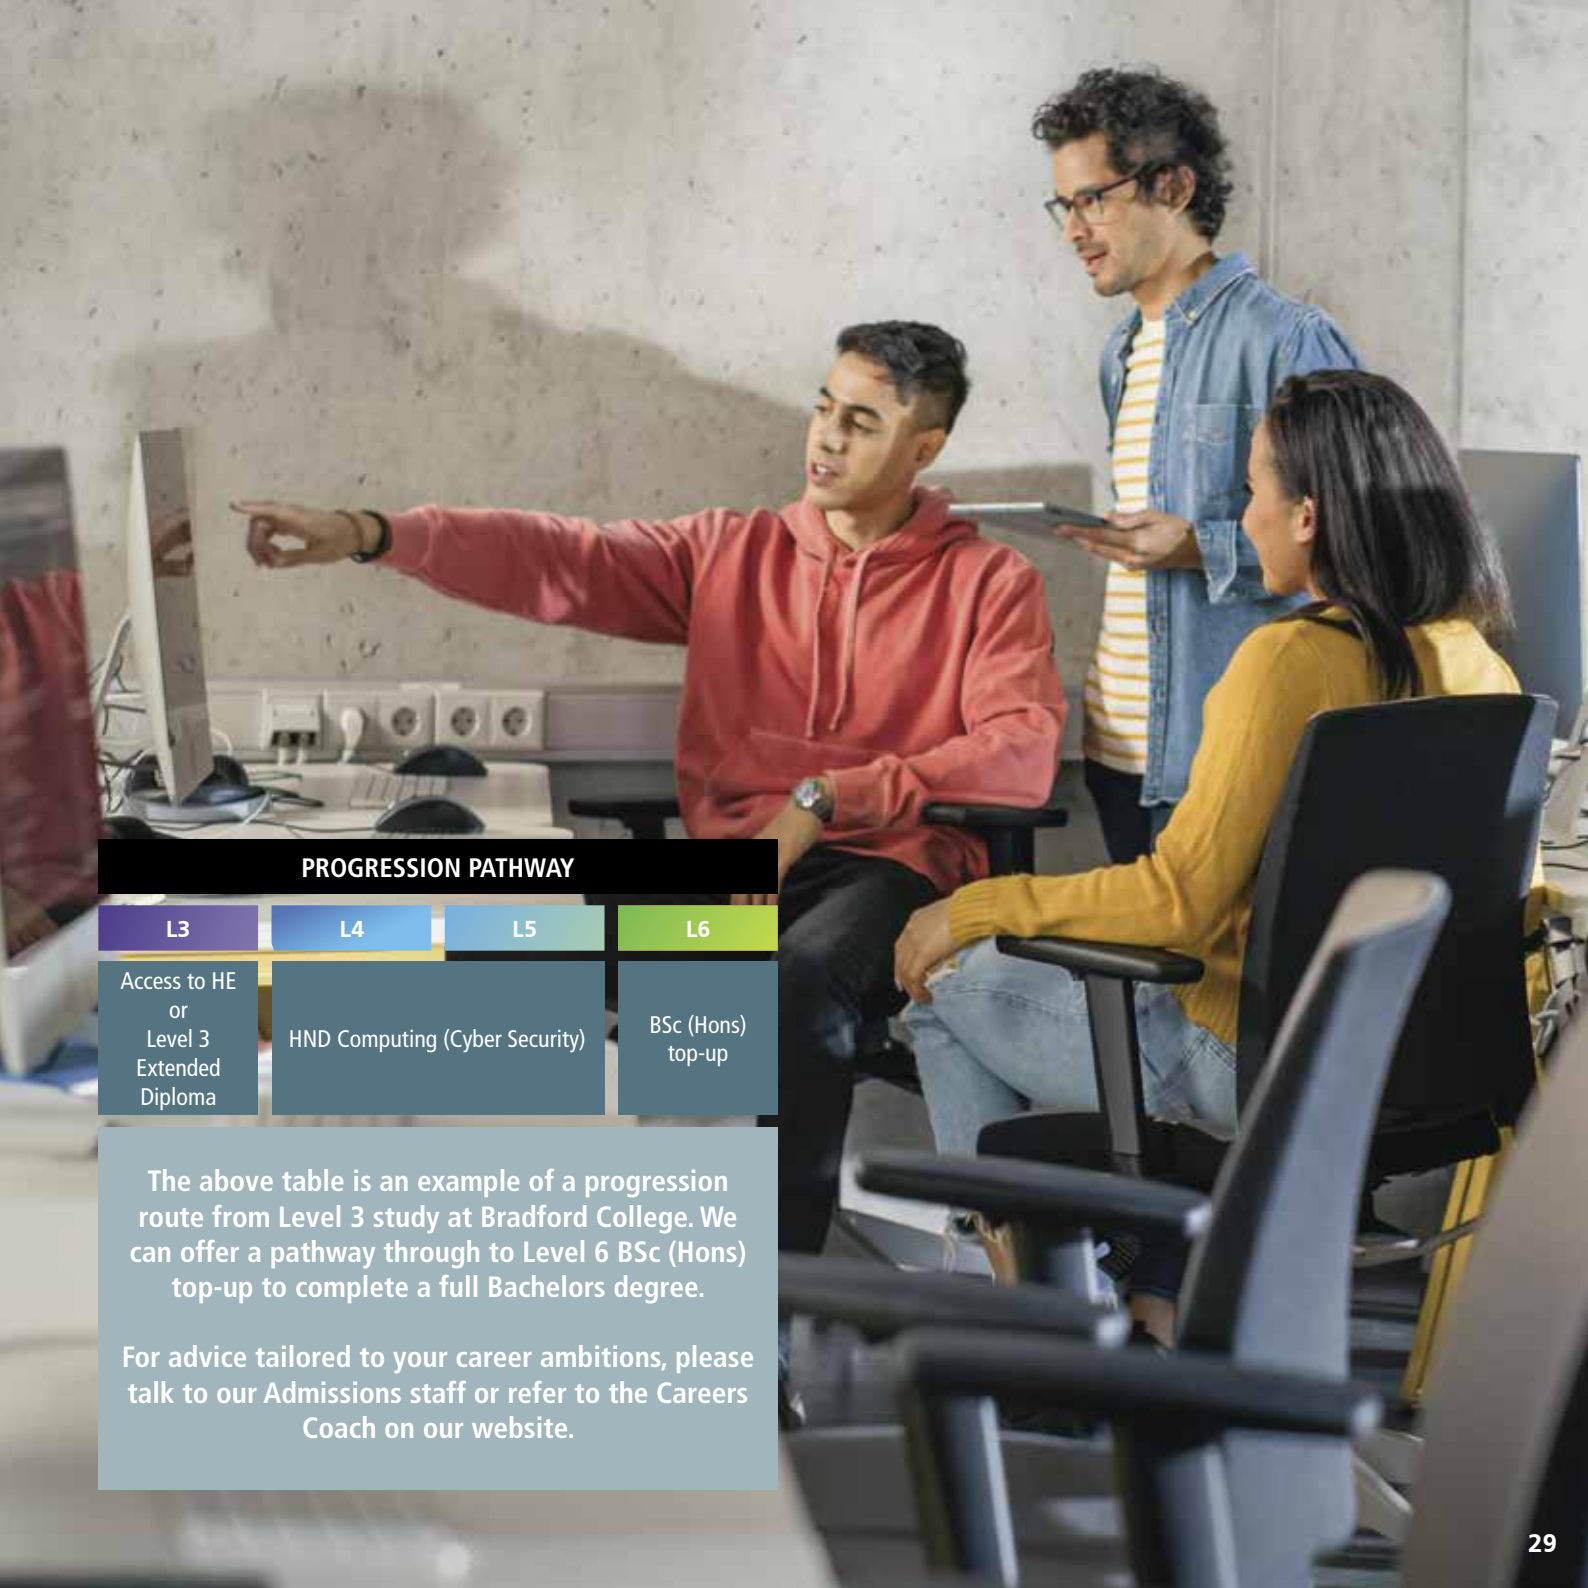 PROGRESSION PATHWAY
L3
L4
L5
L6
Access to HE
or
Level 3
Extended
Diploma
HND Computing (Cyber Security)
BSc (Hons)
top-up
The above table is an example of a progression
route from Level 3 study at Bradford College. We
can offer a pathway through to Level 6 BSc (Hons)
top-up to complete a full Bachelors degree.
For advice tailored to your career ambitions, please
talk to our Admissions staff or refer to the Careers
Coach on our website.
29